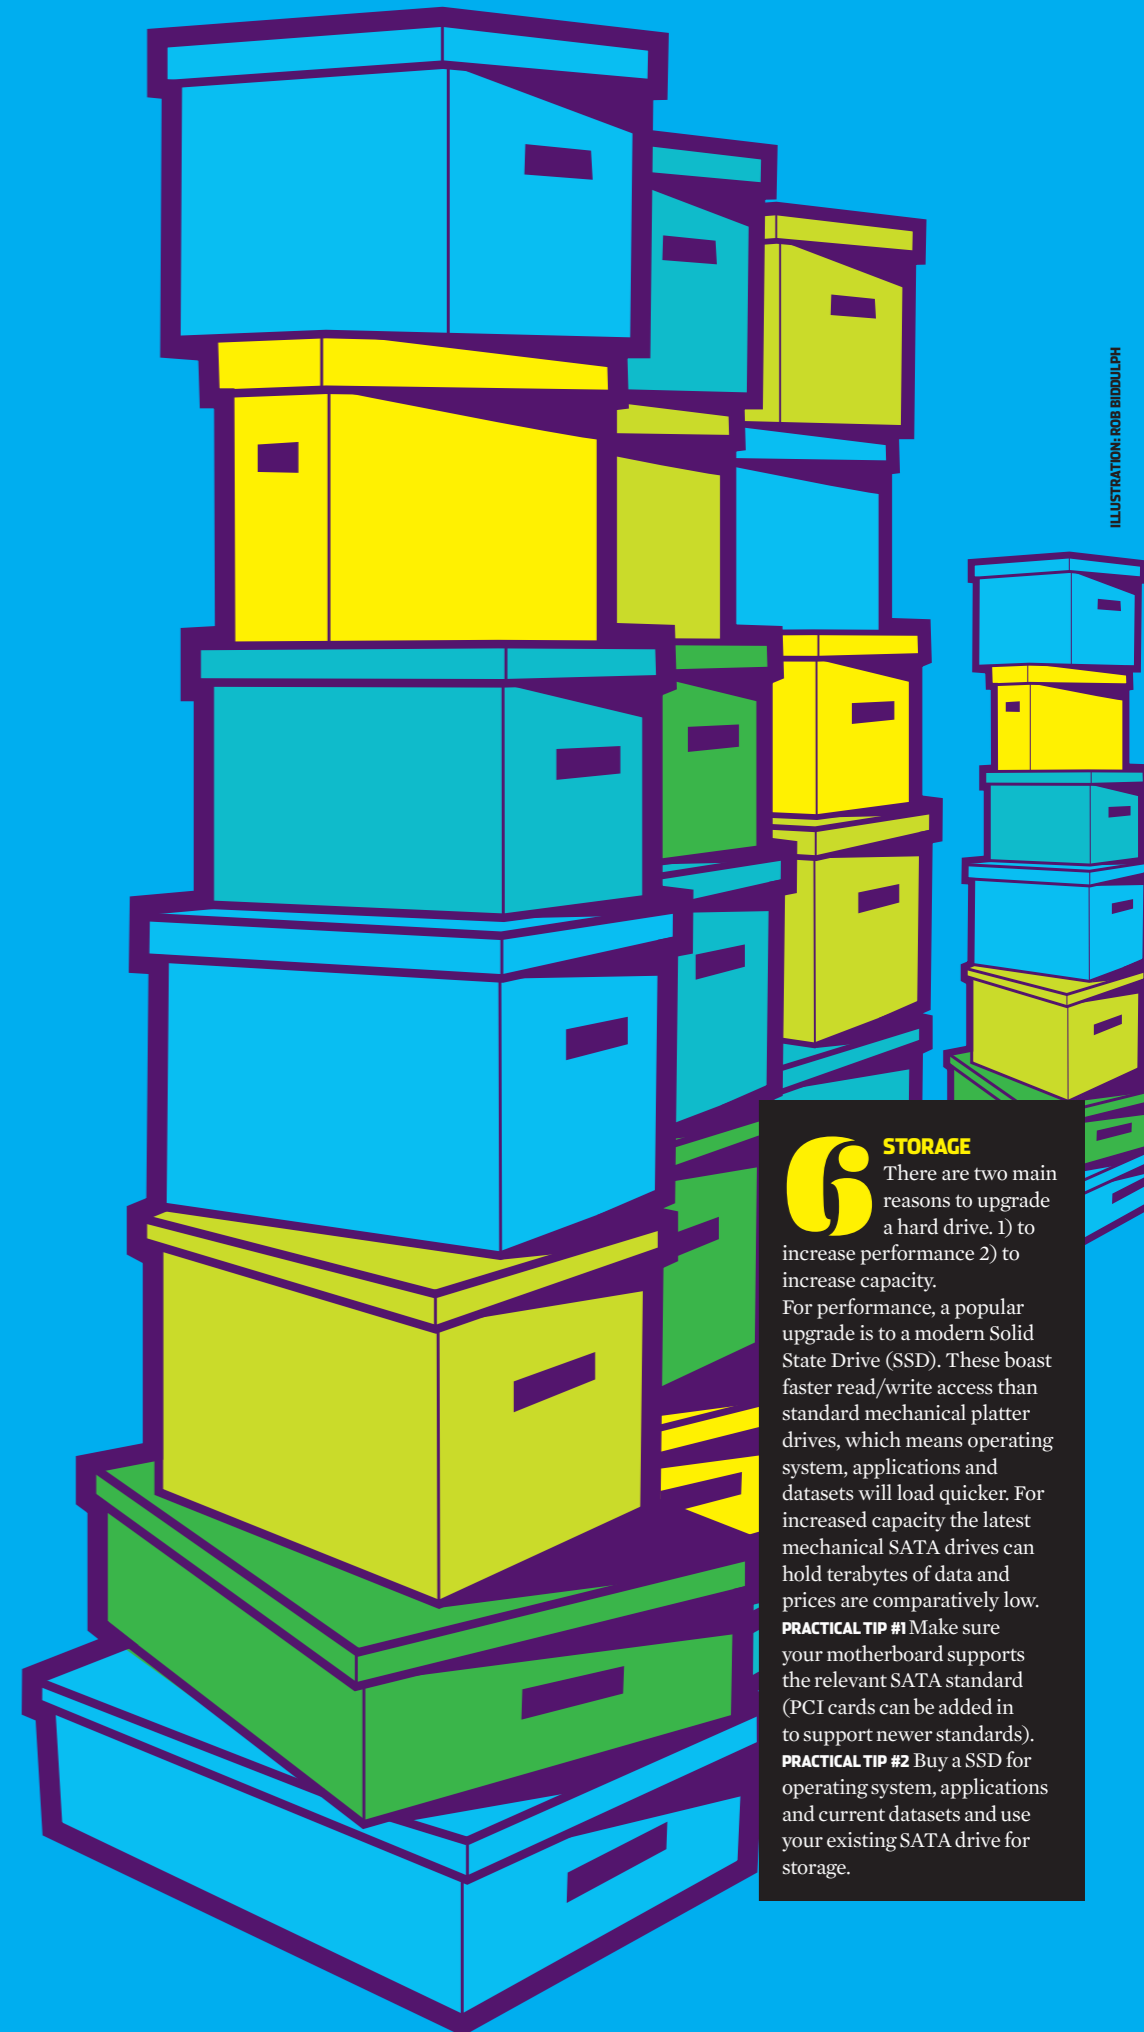 ILLUSTRATION: ROB BIDDULPH
6 STORAGE
There are two main
reasons to upgrade
a hard drive. 1) to
increase performance 2) to
increase capacity.
For performance, a popular
upgrade is to a modern Solid
State Drive (SSD). These boast
faster read/write access than
standard mechanical platter
drives, which means operating
system, applications and
datasets will load quicker. For
increased capacity the latest
mechanical SATA drives can
hold terabytes of data and
prices are comparatively low.
PRACTICAL TIP #1 Make sure
your motherboard supports
the relevant SATA standard
(PCI cards can be added in
to support newer standards).
PRACTICAL TIP #2 Buy a SSD for
operating system, applications
and current datasets and use
your existing SATA drive for
storage.